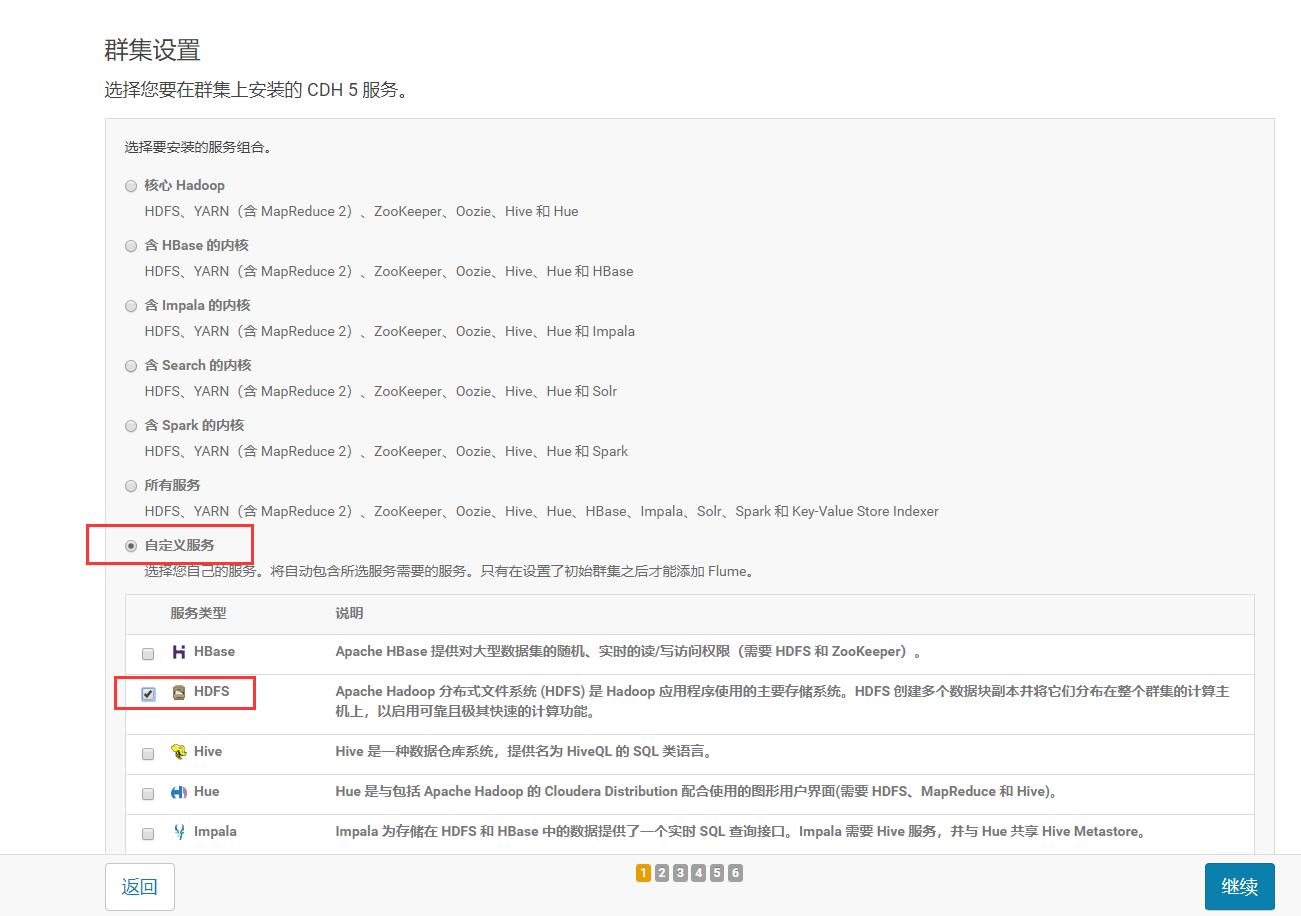 群集设置
选择您要在群集上安装的 CDH 5 服务。
选择要安装的服务组合。
核心 Hadoop
HDFS、YARN（含 MapReduce 2）、ZooKeeper、Oozie、Hive 和 Hue
含 HBase 的内核
HDFS、YARN（含 MapReduce 2）、ZooKeeper、Oozie、Hive、Hue 和 HBase
含 Impala 的内核
HDFS、YARN（含 MapReduce 2）、ZooKeeper、Oozie、Hive、Hue 和 Impala
含 Search 的内核
HDFS、YARN（含 MapReduce 2）、ZooKeeper、Oozie、Hive、Hue 和 Solr
含 Spark 的内核
HDFS、YARN（含 MapReduce 2）、ZooKeeper、Oozie、Hive、Hue 和 Spark
所有服务
HDFS、YARN（含 MapReduce 2）、ZooKeeper、Oozie、Hive、Hue、HBase、Impala、Solr、Spark 和 Key-Value Store Indexer
自定义服务
选择您自己的服务。将自动包含所选服务需要的服务。只有在设置了初始群集之后才能添加 Flume。
服务类型 说明
HBase Apache HBase 提供对大型数据集的随机、实时的读/写访问权限（需要 HDFS 和 ZooKeeper）。
HDFS Apache Hadoop 分布式文件系统 (HDFS) 是 Hadoop 应用程序使用的主要存储系统。HDFS 创建多个数据块副本并将它们分布在整个群集的计算主
机上，以启用可靠且极其快速的计算功能。
Hive Hive 是一种数据仓库系统，提供名为 HiveQL 的 SQL 类语言。
Hue Hue 是与包括 Apache Hadoop 的 Cloudera Distribution 配合使用的图形用户界面(需要 HDFS、MapReduce 和 Hive)。
Impala Impala 为存储在 HDFS 和 HBase 中的数据提供了一个实时 SQL 查询接口。Impala 需要 Hive 服务，并与 Hue 共享 Hive Metastore。
返回 1 2 3 4 5 6 继续